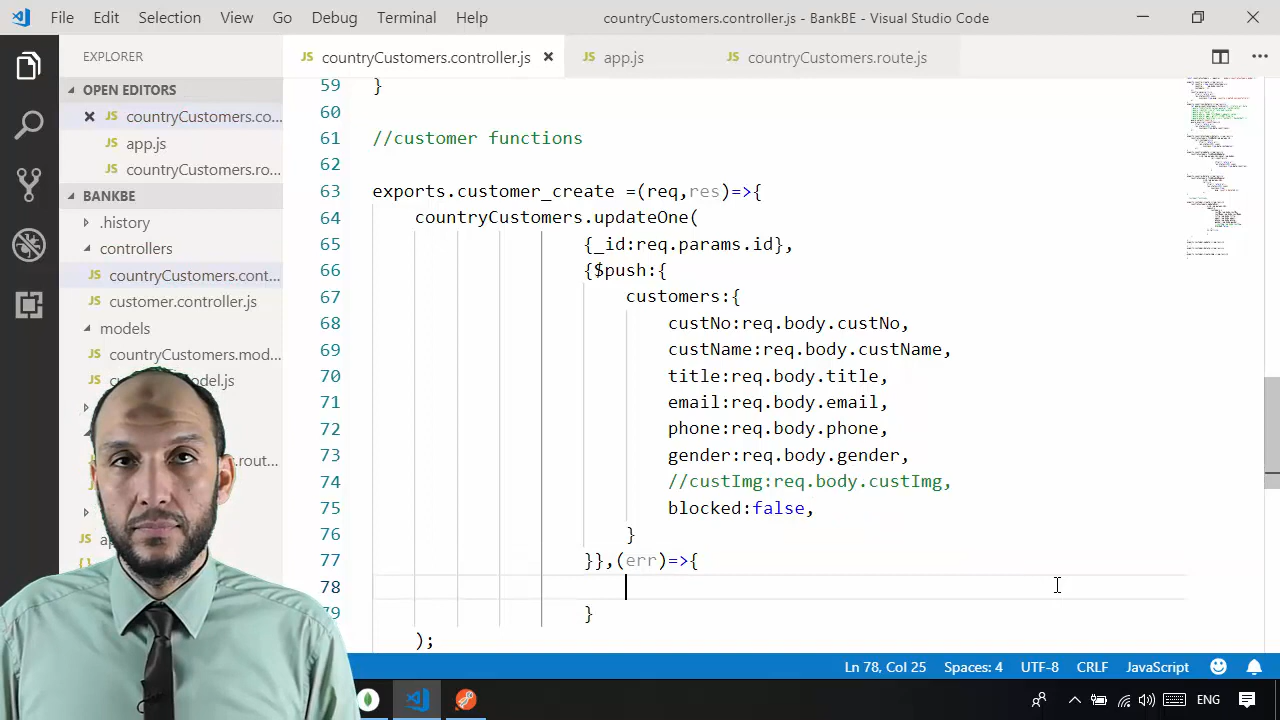 File Edit Selection View Go Debug Terminal Help countryCustomers.controller.js - BankBE - Visual Studio Code
EXPLORER
JS countryCustomers.controller.js JS app.js JS countryCustomers.route.js
OPEN EDITORS
JS countryCustomers.co...
JS app.js
JS countryCustomers.ro...
BANKBE
.history
controllers
JS countryCustomers.cont...
JS customer.controller.js
models
JS countryCustomers.mod...
odel.js
.rout...
59 }
60
61 //customer functions
62
63 exports.customer_create =(req,res)=>{
64 countryCustomers.updateOne(
65 {_id:req.params.id},
66 {$push:{
67 customers:{
68 custNo:req.body.custNo,
69 custName:req.body.custName,
70 title:req.body.title,
71 email:req.body.email,
72 phone:req.body.phone,
73 gender:req.body.gender,
74 //custImg:req.body.custImg,
75 blocked:false,
76 }
77 }},(err)=>{
78
79 }
);
Ln 78, Col 25 Spaces: 4 UTF-8 CRLF JavaScript
ENG